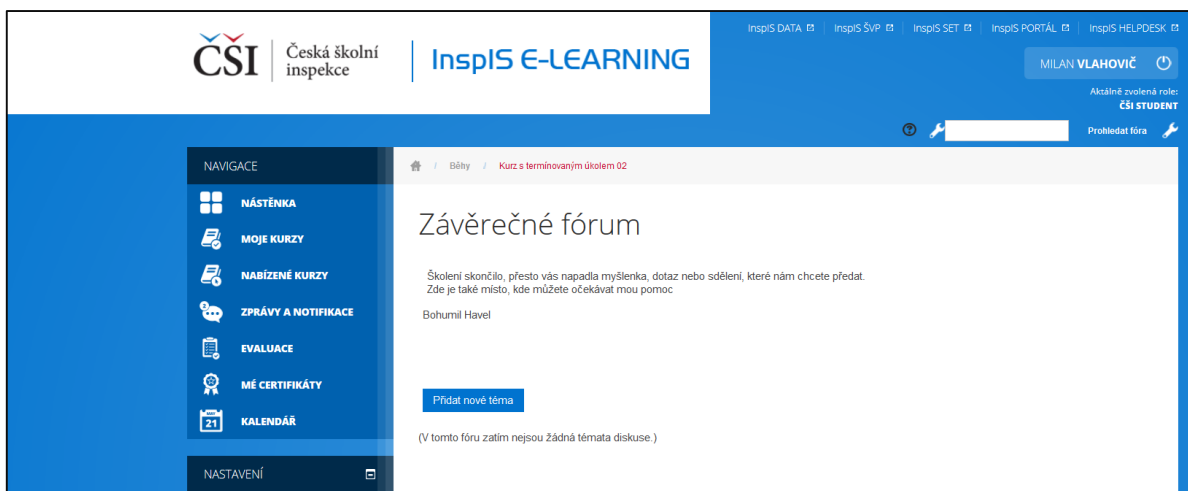 InspIS DATA InspIS ŠVP InspIS SET InspIS PORTÁL InspIS HELPDESK
ČŠI Česká školní
inspekce
InspIS E-LEARNING
MILAN VLAHOVIČ
Aktálně zvolená role:
ČŠI STUDENT
Prohledat fóra
NAVIGACE
Běhy / Kurz s termínovaným úkolem 02
NÁSTĚNKA
MOJE KURZY
NABÍZENÉ KURZY
ZPRÁVY A NOTIFIKACE
EVALUACE
MÉ CERTIFIKÁTY
21
KALENDÁŘ
NASTAVENÍ
Závěrečné fórum
Školení skončilo, přesto vás napadla myšlenka, dotaz nebo sdělení, které nám chcete předat.
Zde je také místo, kde můžete očekávat mou pomoc
Bohumil Havel
Přidat nové téma
(V tomto fóru zatím nejsou žádná témata diskuse.)